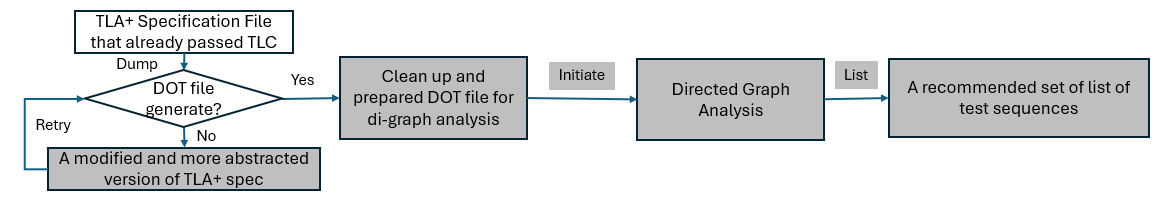 TLA+ Specification File
that already passed TLC
Dump
DOT file
generate?
Yes
No
Retry
A modified and more abstracted
version of TLA+ spec
Clean up and
prepared DOT file for
di-graph analysis
Initiate
Directed Graph
Analysis
List
A recommended set of list of
test sequences